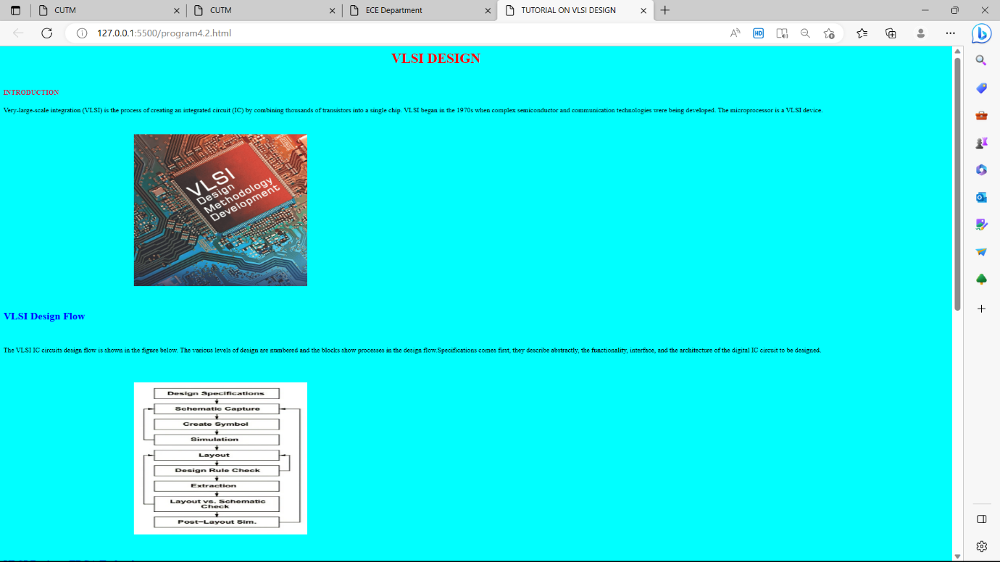 CUTM
CUTM
ECE Department
TUTORIAL ON VLSI DESIGN
127.0.0.1:5500/program4.2.html
HD
VLSI DESIGN
INTRODUCTION
Very-large-scale integration (VLSI) is the process of creating an integrated circuit (IC) by combining thousands of transistors into a single chip. VLSI began in the 1970s when complex semiconductor and communication technologies were being developed. The microprocessor is a VLSI device.
VLSI
Design
Methodology
Development
VLSI Design Flow
The VLSI IC circuits design flow is shown in the figure below. The various levels of design are numbered and the blocks show processes in the design flow.Specifications comes first, they describe abstractly, the functionality, interface, and the architecture of the digital IC circuit to be designed.
Design Specifications
Schematic Capture
Create Symbol
Simulation
Layout
Design Rule Check
Extraction
Layout vs. Schematic
Check
Post-Layout Sim.